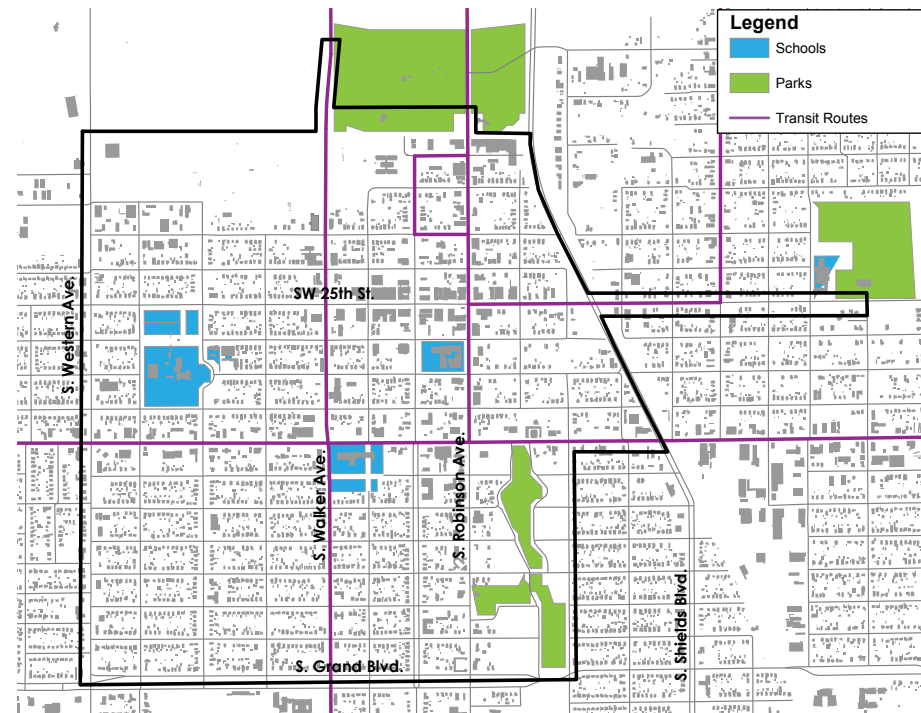 Legend
Schools
Parks
Transit Routes
SW 25th St.
S. Western Ave.
S. Walker Ave.
S. Robinson Ave.
S. Shields Blvd.
S. Grand Blvd.